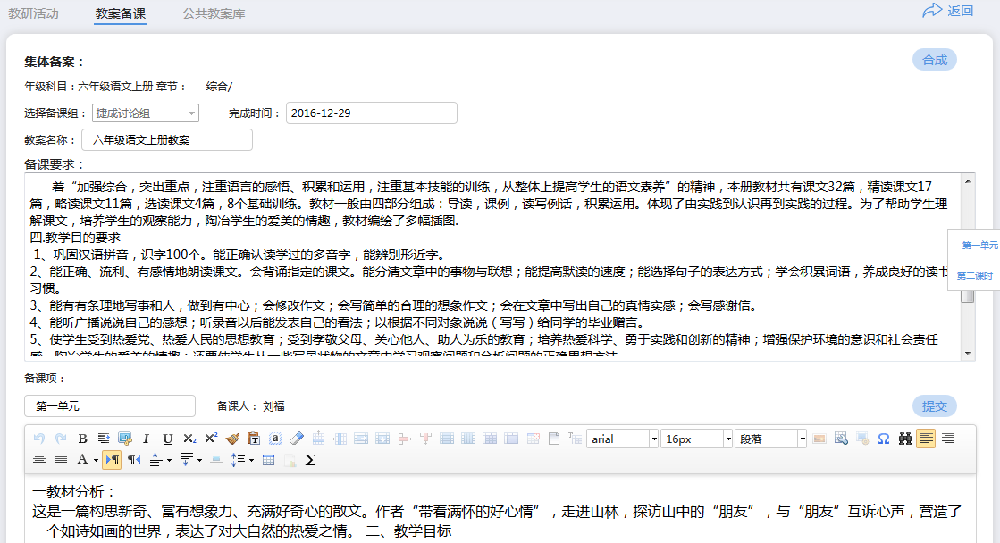 教研活动 教案备课 公共教案库 返回
集体备案： 合成
年级科目：六年级语文上册 章节： 综合/
选择备课组： 捷成讨论组 完成时间： 2016-12-29
教案名称： 六年级语文上册教案
备课要求：
着“加强综合，突出重点，注重语言的感悟、积累和运用，注重基本技能的训练，从整体上提高学生的语文素养”的精神，本册教材共有课文32篇，精读课文17
篇，略读课文11篇，选读课文4篇，8个基础训练。教材一般由四部分组成：导读，课例，读写例话，积累运用。体现了由实践到认识再到实践的过程。为了帮助学生理
解课文，培养学生的观察能力，陶冶学生的爱美的情趣，教材编绘了多幅插图.
四.教学目的要求
1、巩固汉语拼音，识字100个。能正确认读学过的多音字，能辨别形近字。
第一单元
2、能正确、流利、有感情地朗读课文。会背诵指定的课文。能分清文章中的事物与联想；能提高默读的速度；能选择句子的表达方式；学会积累词语，养成良好的读书
第二课时
习惯。
3、能有有条理地写事和人，做到有中心；会修改作文；会写简单的合理的想象作文；会在文章中写出自己的真情实感；会写感谢信。
4、能听广播说说自己的感想；听录音以后能发表自己的看法；以根据不同对象说说（写写）给同学的毕业赠言。
5、使学生受到热爱党、热爱人民的思想教育；受到孝敬父母、关心他人、助人为乐的教育；培养热爱科学、勇于实践和创新的精神；增强保护环境的意识和社会责任
感，陶冶学生的爱美的情趣；还要使学生从一些写景状物的文章中学习观察问题和分析问题的正确思想方法
备课项：
第一单元 备课人： 刘福 提交
arial 16px 段落
一教材分析：
这是一篇构思新奇、富有想象力、充满好奇心的散文。作者“带着满怀的好心情”，走进山林，探访山中的“朋友”，与“朋友”互诉心声，营造了
一个如诗如画的世界，表达了对大自然的热爱之情。 二、教学目标